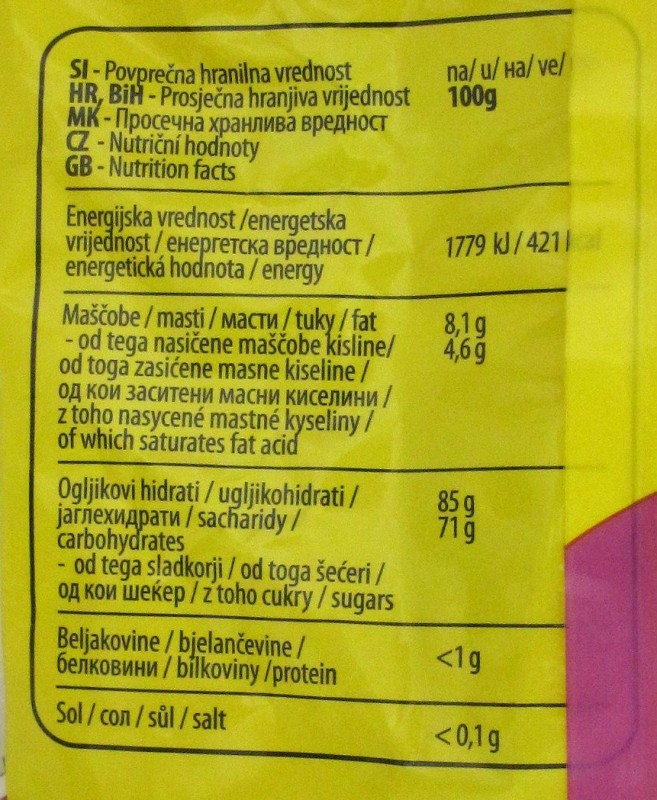 SI - Povprečna hranilna vrednost
HR, BiH - Prosječna hranjiva vrijednost
МК - Просечна хранлива вредност
CZ - Nutriční hodnoty
GB - Nutrition facts
na/ u/ на/ ve/
100g
Energijska vrednost /energetska
vrijednost / енергетска вредност /
energetická hodnota / energy
1779 kJ / 421
Maščobe / masti / масти / tuky / fat
- od tega nasičene maščobe kisline/
od toga zasićene masne kiseline /
од кои заситени масни киселини /
z toho nasycené mastné kyseliny /
of which saturates fat acid
8,1 g
4,6 g
Ogljikovi hidrati / ugljikohidrati /
јаглехидрати / sacharidy /
carbohydrates
- od tega sladkorji / od toga šećeri /
од кои шеќер / z toho cukry / sugars
85 g
71 g
Beljakovine / bjelančevine /
белковини / bílkoviny /protein
<1 g
Sol / сол / sůl / salt
< 0,1 g